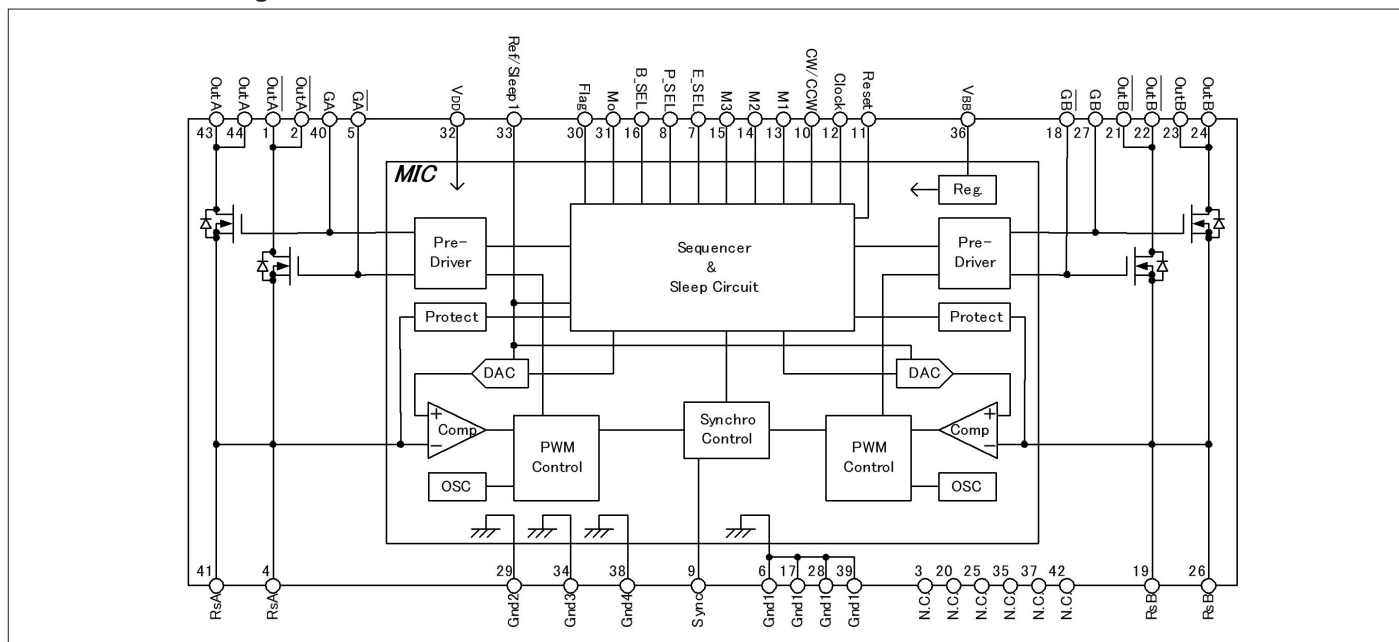 OutA
OutA
OutA
OutA
GA
GA
VDD
Ref/Sleep1
Flag
Mo
B_SEL
P_SEL
E_SEL
M3
M2
M1
CW/CCW
Clock
Reset
VBB
GB
GB
OutB
OutB
OutB
OutB
43
44
1
2
40
5
32
33
30
31
16
8
7
15
14
13
10
12
11
36
18
27
21
22
23
24
MIC
Reg.
Pre-
Driver
Sequencer
&
Sleep Circuit
Pre-
Driver
Protect
Protect
DAC
DAC
+
Comp
−
PWM
Control
Synchro
Control
PWM
Control
+
Comp
−
OSC
OSC
41
4
29
34
38
9
6
17
28
39
3
20
25
35
37
42
19
26
RsA
RsA
Gnd2
Gnd3
Gnd4
Sync
Gnd1
Gnd1
Gnd1
Gnd1
N.C.
N.C.
N.C.
N.C.
N.C.
N.C.
RsB
RsB